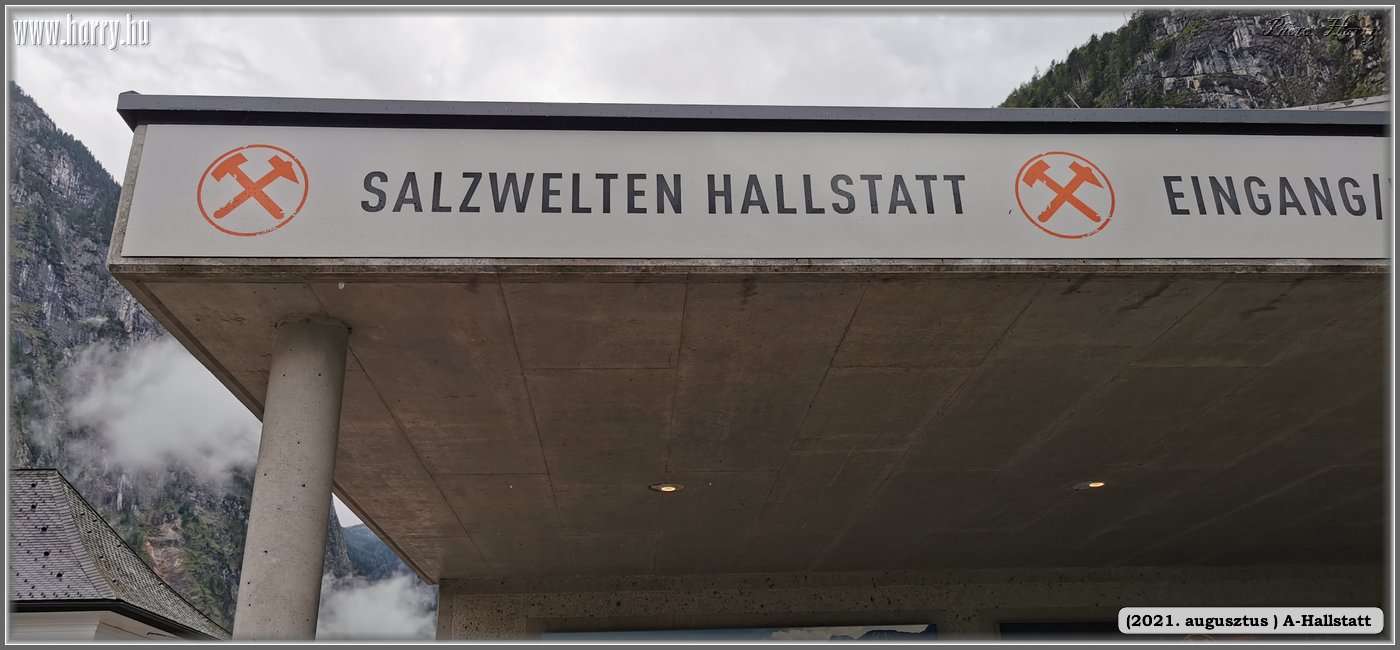 www.harry.hu
Photo: Harry
SALZWELTEN HALLSTATT EINGANG/
(2021. augusztus ) A-Hallstatt